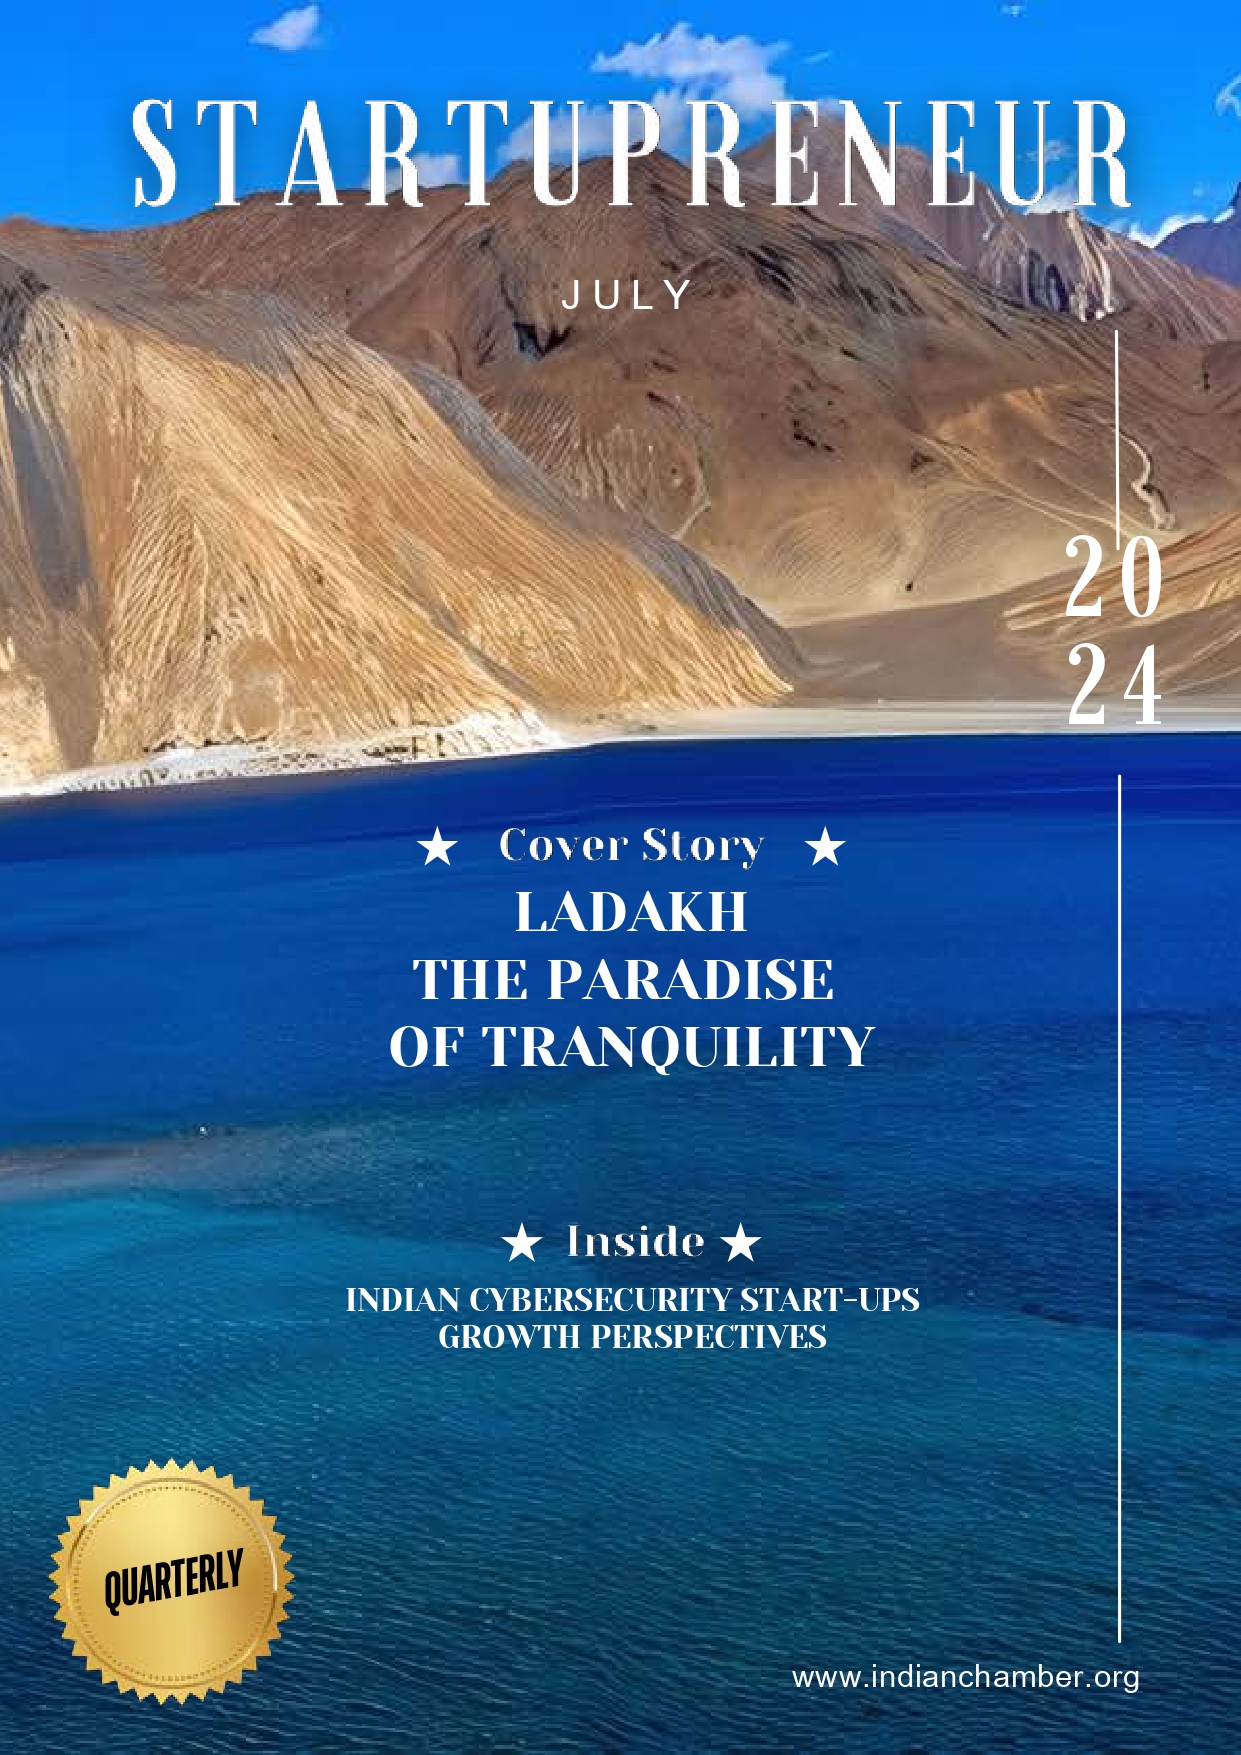 STARTUPRENEUR
JULY
20
24
Cover Story
LADAKH
THE PARADISE
OF TRANQUILITY
Inside
INDIAN CYBERSECURITY START-UPS
GROWTH PERSPECTIVES
QUARTERLY
www.indianchamber.org